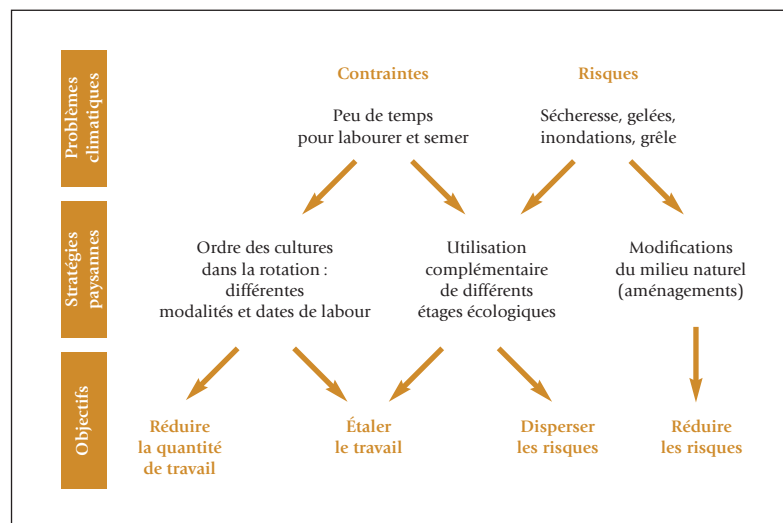 Problèmes
climatiques
Contraintes
Risques
Peu de temps
pour labourer et semer
Sécheresse, gelées,
inondations, grêle
Stratégies
paysannes
Ordre des cultures
dans la rotation :
différentes
modalités et dates de labour
Utilisation
complémentaire
de différents
étages écologiques
Modifications
du milieu naturel
(aménagements)
Objectifs
Réduire
la quantité
de travail
Étaler
le travail
Disperser
les risques
Réduire
les risques